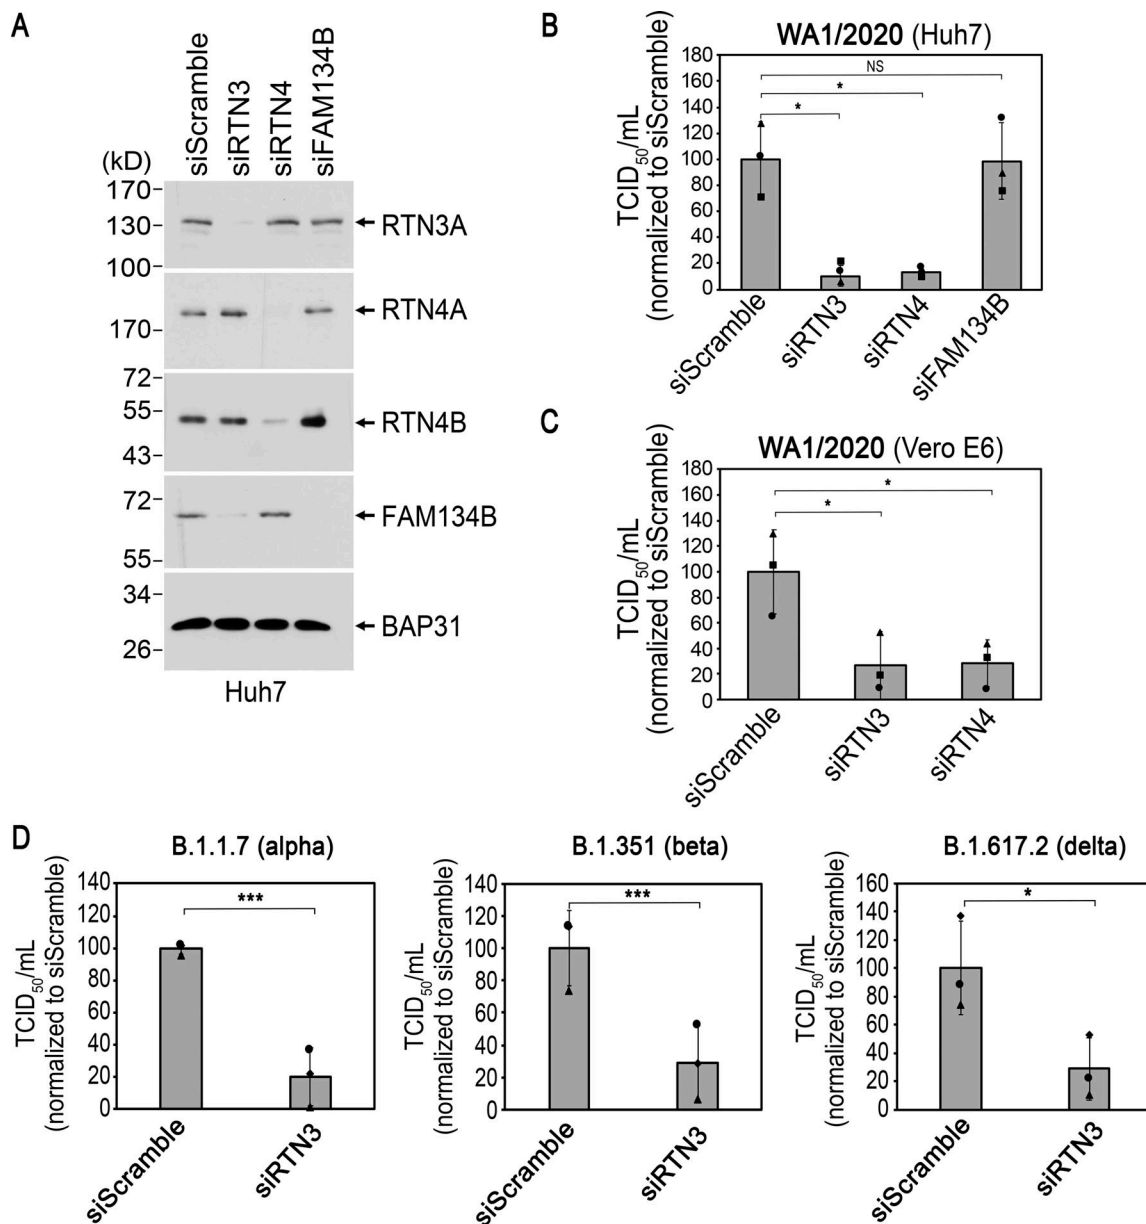 A
siScramble
siRTN3
siRTN4
siFAM134B
(kD)
170
130
100
RTN3A
170
RTN4A
72
55
43
RTN4B
72
55
FAM134B
34
26
BAP31
Huh7
B
WA1/2020 (Huh7)
TCID50/mL
(normalized to siScramble)
180
160
140
120
100
80
60
40
20
0
NS
*
*
siScramble
siRTN3
siRTN4
siFAM134B
C
WA1/2020 (Vero E6)
TCID50/mL
(normalized to siScramble)
180
160
140
120
100
80
60
40
20
0
*
*
siScramble
siRTN3
siRTN4
D
B.1.1.7 (alpha)
TCID50/mL
(normalized to siScramble)
140
120
100
80
60
40
20
0
***
siScramble
siRTN3
B.1.351 (beta)
TCID50/mL
(normalized to siScramble)
140
120
100
80
60
40
20
0
***
siScramble
siRTN3
B.1.617.2 (delta)
TCID50/mL
(normalized to siScramble)
160
140
120
100
80
60
40
20
0
*
siScramble
siRTN3